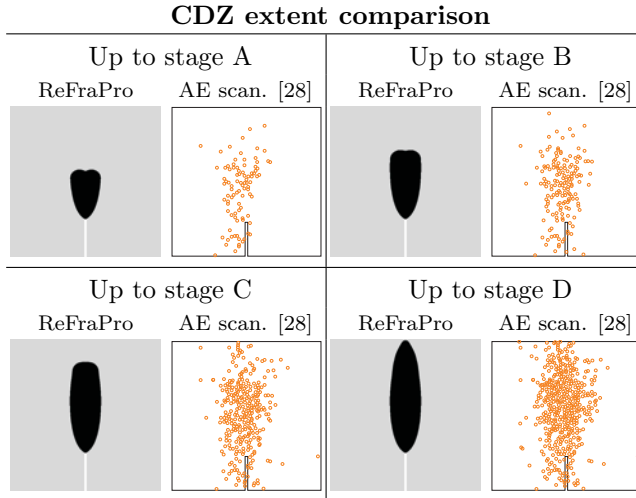 CDZ extent comparison
Up to stage A
ReFraPro AE scan. [28]
Up to stage B
ReFraPro AE scan. [28]
Up to stage C
ReFraPro AE scan. [28]
Up to stage D
ReFraPro AE scan. [28]